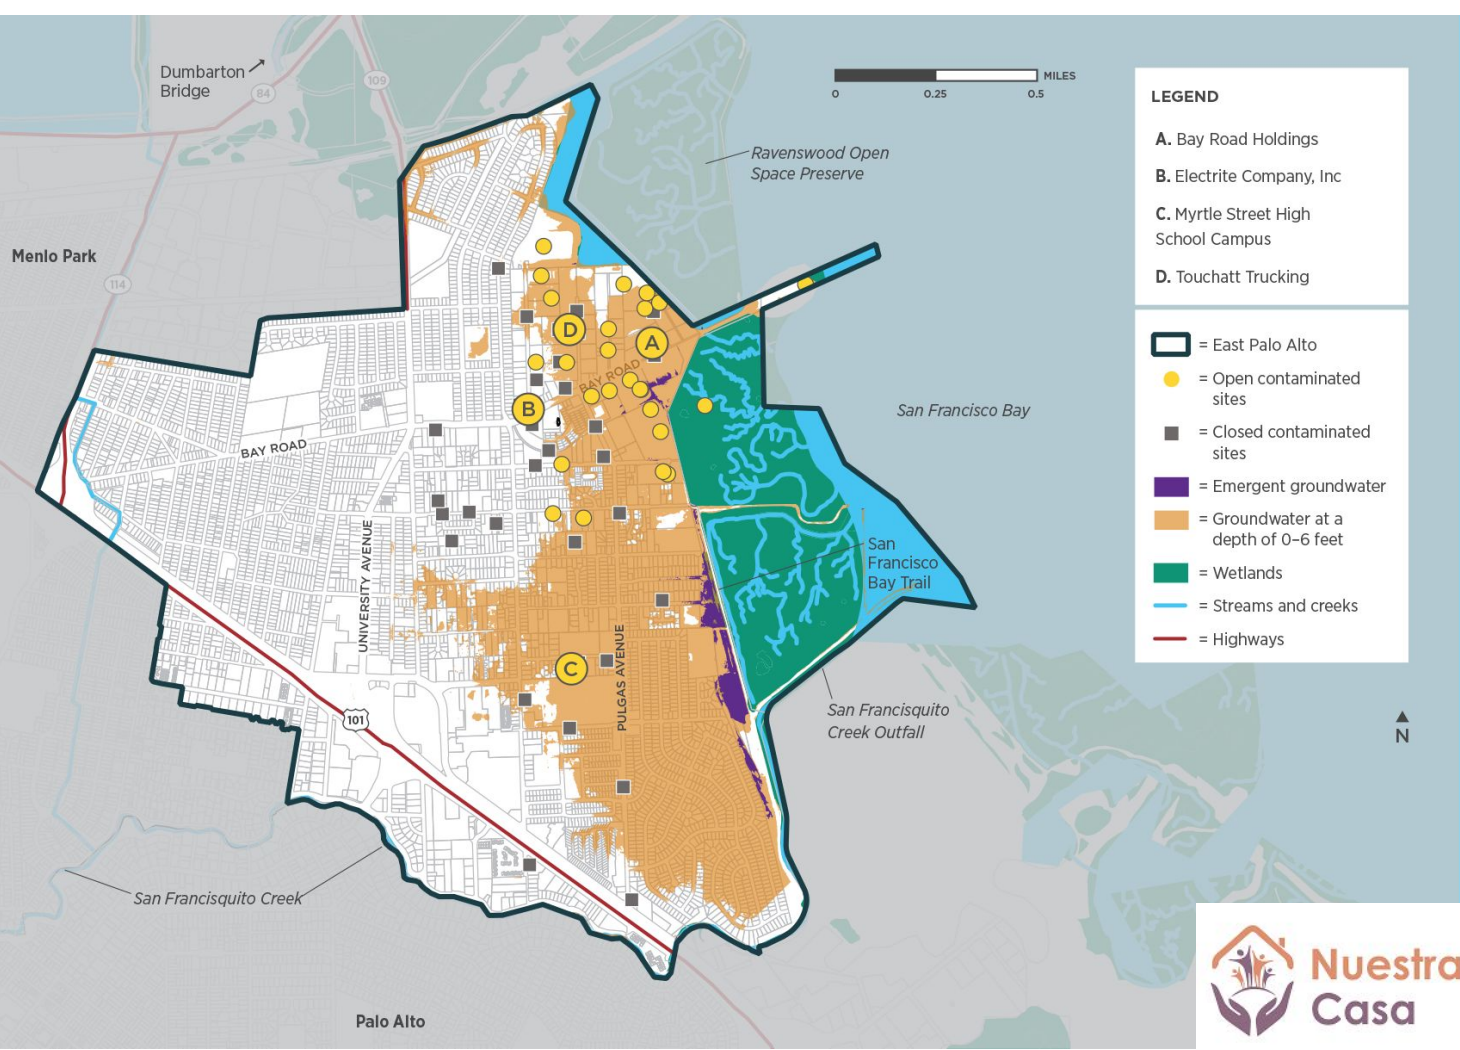 Dumbarton
Bridge
84
109
MILES
0
0.25
0.5
LEGEND
A. Bay Road Holdings
B. Electrite Company, Inc
C. Myrtle Street High
School Campus
D. Touchatt Trucking
Ravenswood Open
Space Preserve
Menlo Park
114
D
A
BAY ROAD
B
BAY ROAD
San Francisco Bay
= East Palo Alto
= Open contaminated
sites
= Closed contaminated
sites
= Emergent groundwater
= Groundwater at a
depth of 0–6 feet
= Wetlands
= Streams and creeks
= Highways
UNIVERSITY AVENUE
San
Francisco
Bay Trail
C
PULGAS AVENUE
101
San Francisquito
Creek Outfall
N
San Francisquito Creek
Palo Alto
Nuestra
Casa